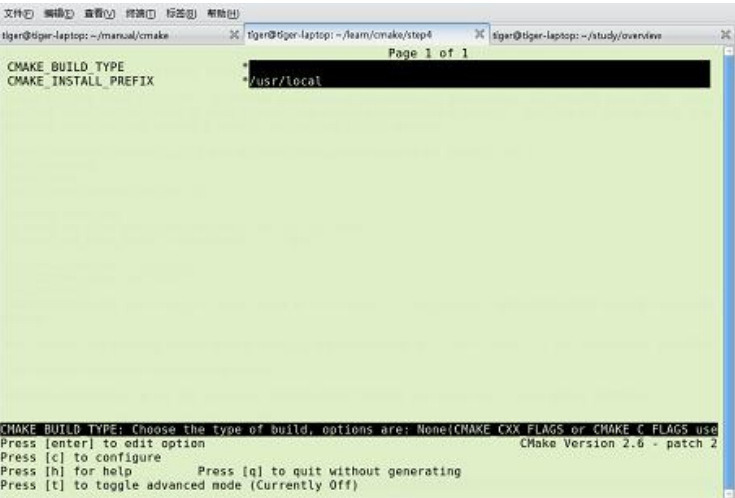 文件(F) 编辑(E) 查看(V) 终端(T) 标签(B) 帮助(H)
tiger@tiger-laptop: ~/manual/cmake tiger@tiger-laptop: ~/learn/cmake/step4 tiger@tiger-laptop: ~/study/overview
Page 1 of 1
CMAKE_BUILD_TYPE *
CMAKE_INSTALL_PREFIX */usr/local
CMAKE_BUILD_TYPE: Choose the type of build, options are: None(CMAKE_CXX_FLAGS or CMAKE_C_FLAGS use
Press [enter] to edit option CMake Version 2.6 - patch 2
Press [c] to configure
Press [h] for help Press [q] to quit without generating
Press [t] to toggle advanced mode (Currently Off)